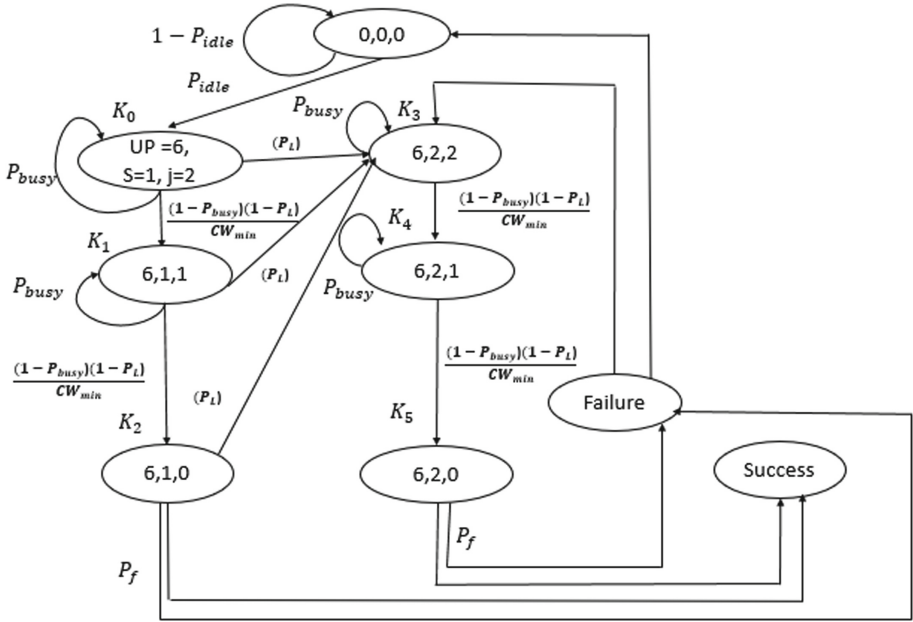 0,0,0
1 − P_idle
P_idle
K_0
UP =6,
S=1, j=2
P_busy
(P_L)
P_busy
K_3
6,2,2
(1 − P_busy)(1 − P_L)
CW_min
(1 − P_busy)(1 − P_L)
CW_min
K_1
6,1,1
P_busy
(P_L)
K_4
6,2,1
P_busy
(1 − P_busy)(1 − P_L)
CW_min
(1 − P_busy)(1 − P_L)
CW_min
(P_L)
K_2
6,1,0
K_5
6,2,0
Failure
Success
P_f
P_f